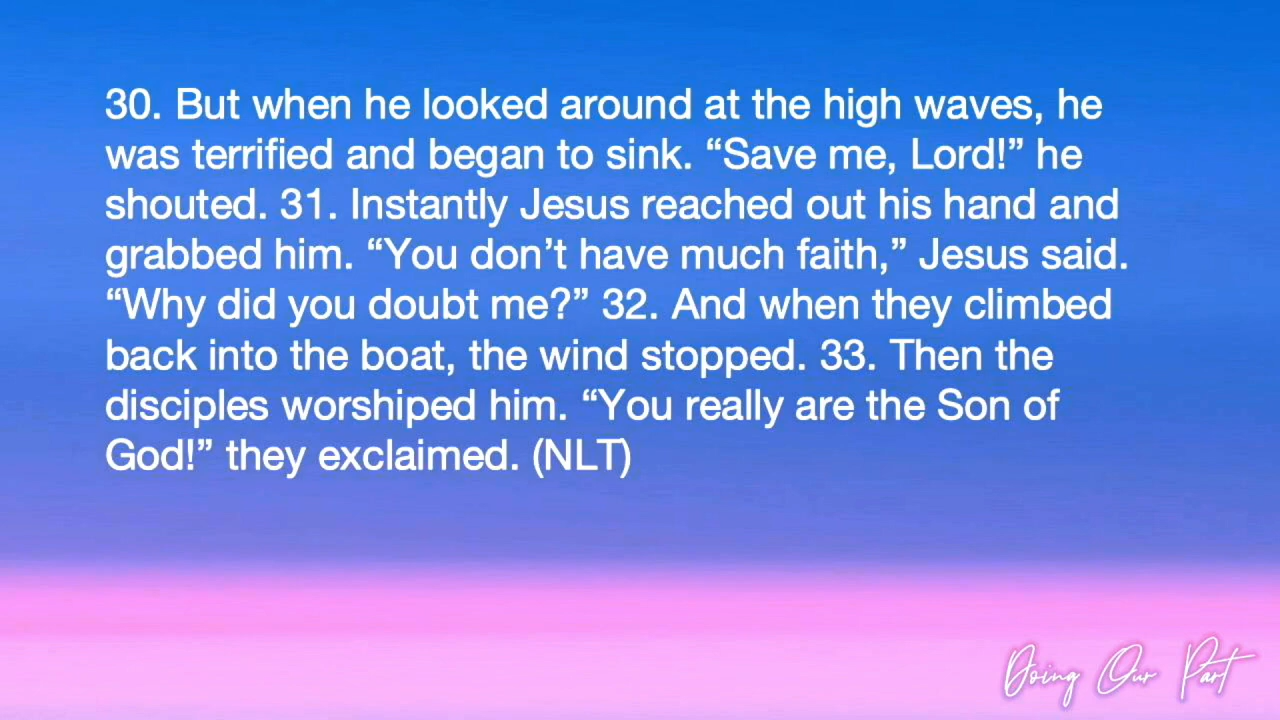 30. But when he looked around at the high waves, he
was terrified and began to sink. “Save me, Lord!” he
shouted. 31. Instantly Jesus reached out his hand and
grabbed him. “You don’t have much faith,” Jesus said.
“Why did you doubt me?” 32. And when they climbed
back into the boat, the wind stopped. 33. Then the
disciples worshiped him. “You really are the Son of
God!” they exclaimed. (NLT)
Doing Our Part